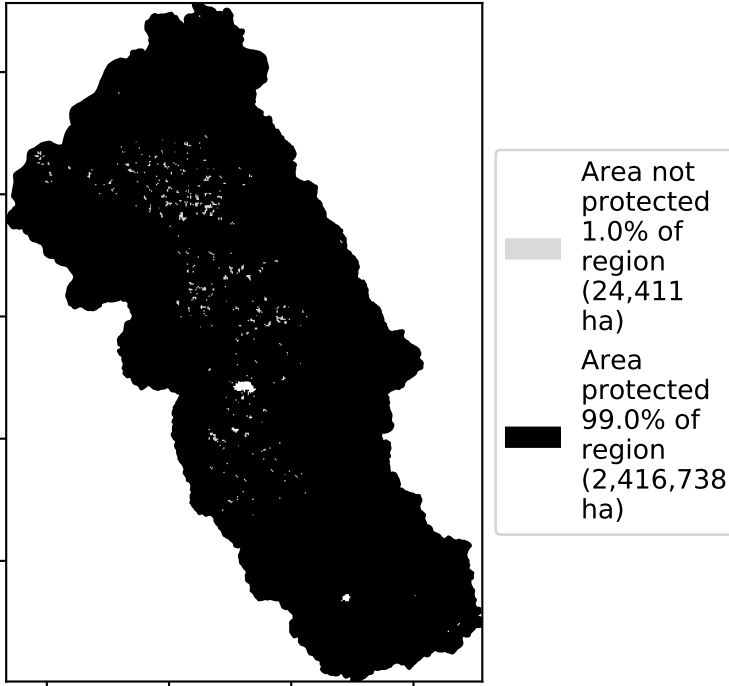 Area not
protected
1.0% of
region
(24,411
ha)
Area
protected
99.0% of
region
(2,416,738
ha)